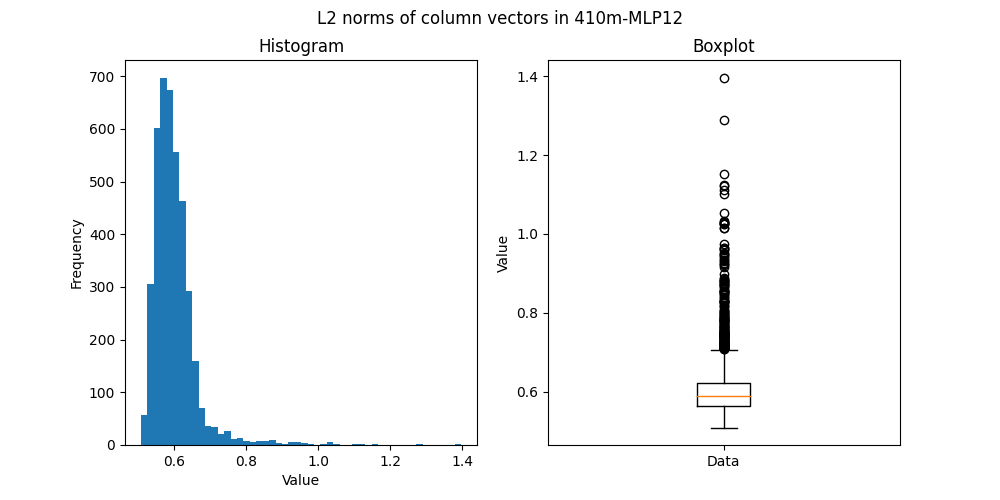 L2 norms of column vectors in 410m-MLP12
Histogram
Frequency
700
600
500
400
300
200
100
0
0.6 0.8 1.0 1.2 1.4
Value
Boxplot
Value
1.4
1.2
1.0
0.8
0.6
Data